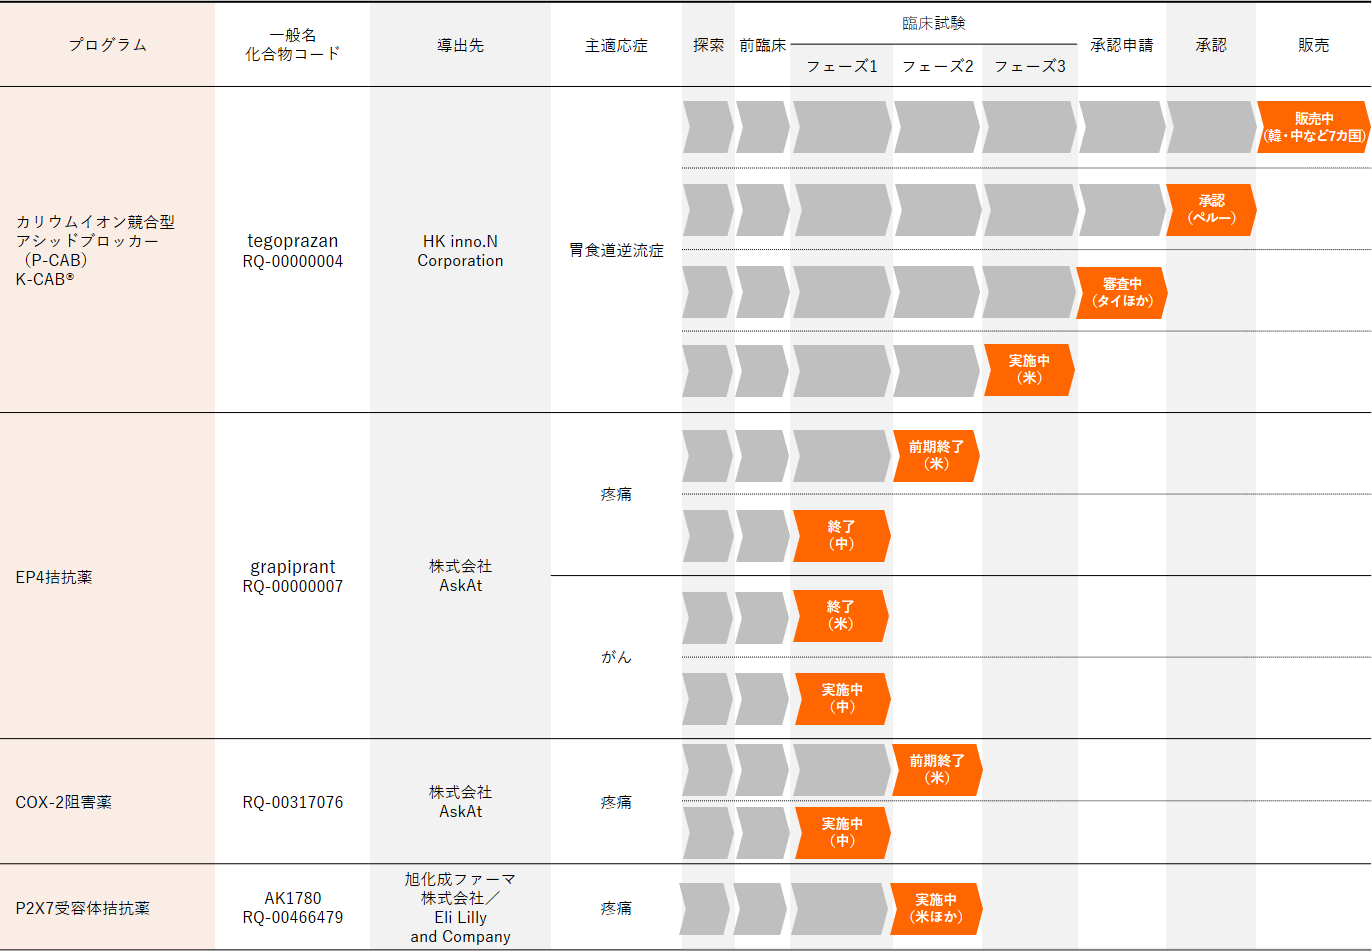 プログラム
一般名
化合物コード
導出先
主適応症
探索
前臨床
臨床試験
フェーズ1
フェーズ2
フェーズ3
承認申請
承認
販売
カリウムイオン競合型
アシッドブロッカー
（P-CAB）
K-CAB®
tegoprazan
RQ-00000004
HK inno.N
Corporation
胃食道逆流症
販売中
(韓・中など7カ国)
承認
（ペルー）
審査中
（タイほか）
実施中
（米）
EP4拮抗薬
grapiprant
RQ-00000007
株式会社
AskAt
疼痛
前期終了
（米）
終了
（中）
がん
終了
（米）
実施中
（中）
COX-2阻害薬
RQ-00317076
株式会社
AskAt
疼痛
前期終了
（米）
実施中
（中）
P2X7受容体拮抗薬
AK1780
RQ-00466479
旭化成ファーマ
株式会社／
Eli Lilly
and Company
疼痛
実施中
（米ほか）